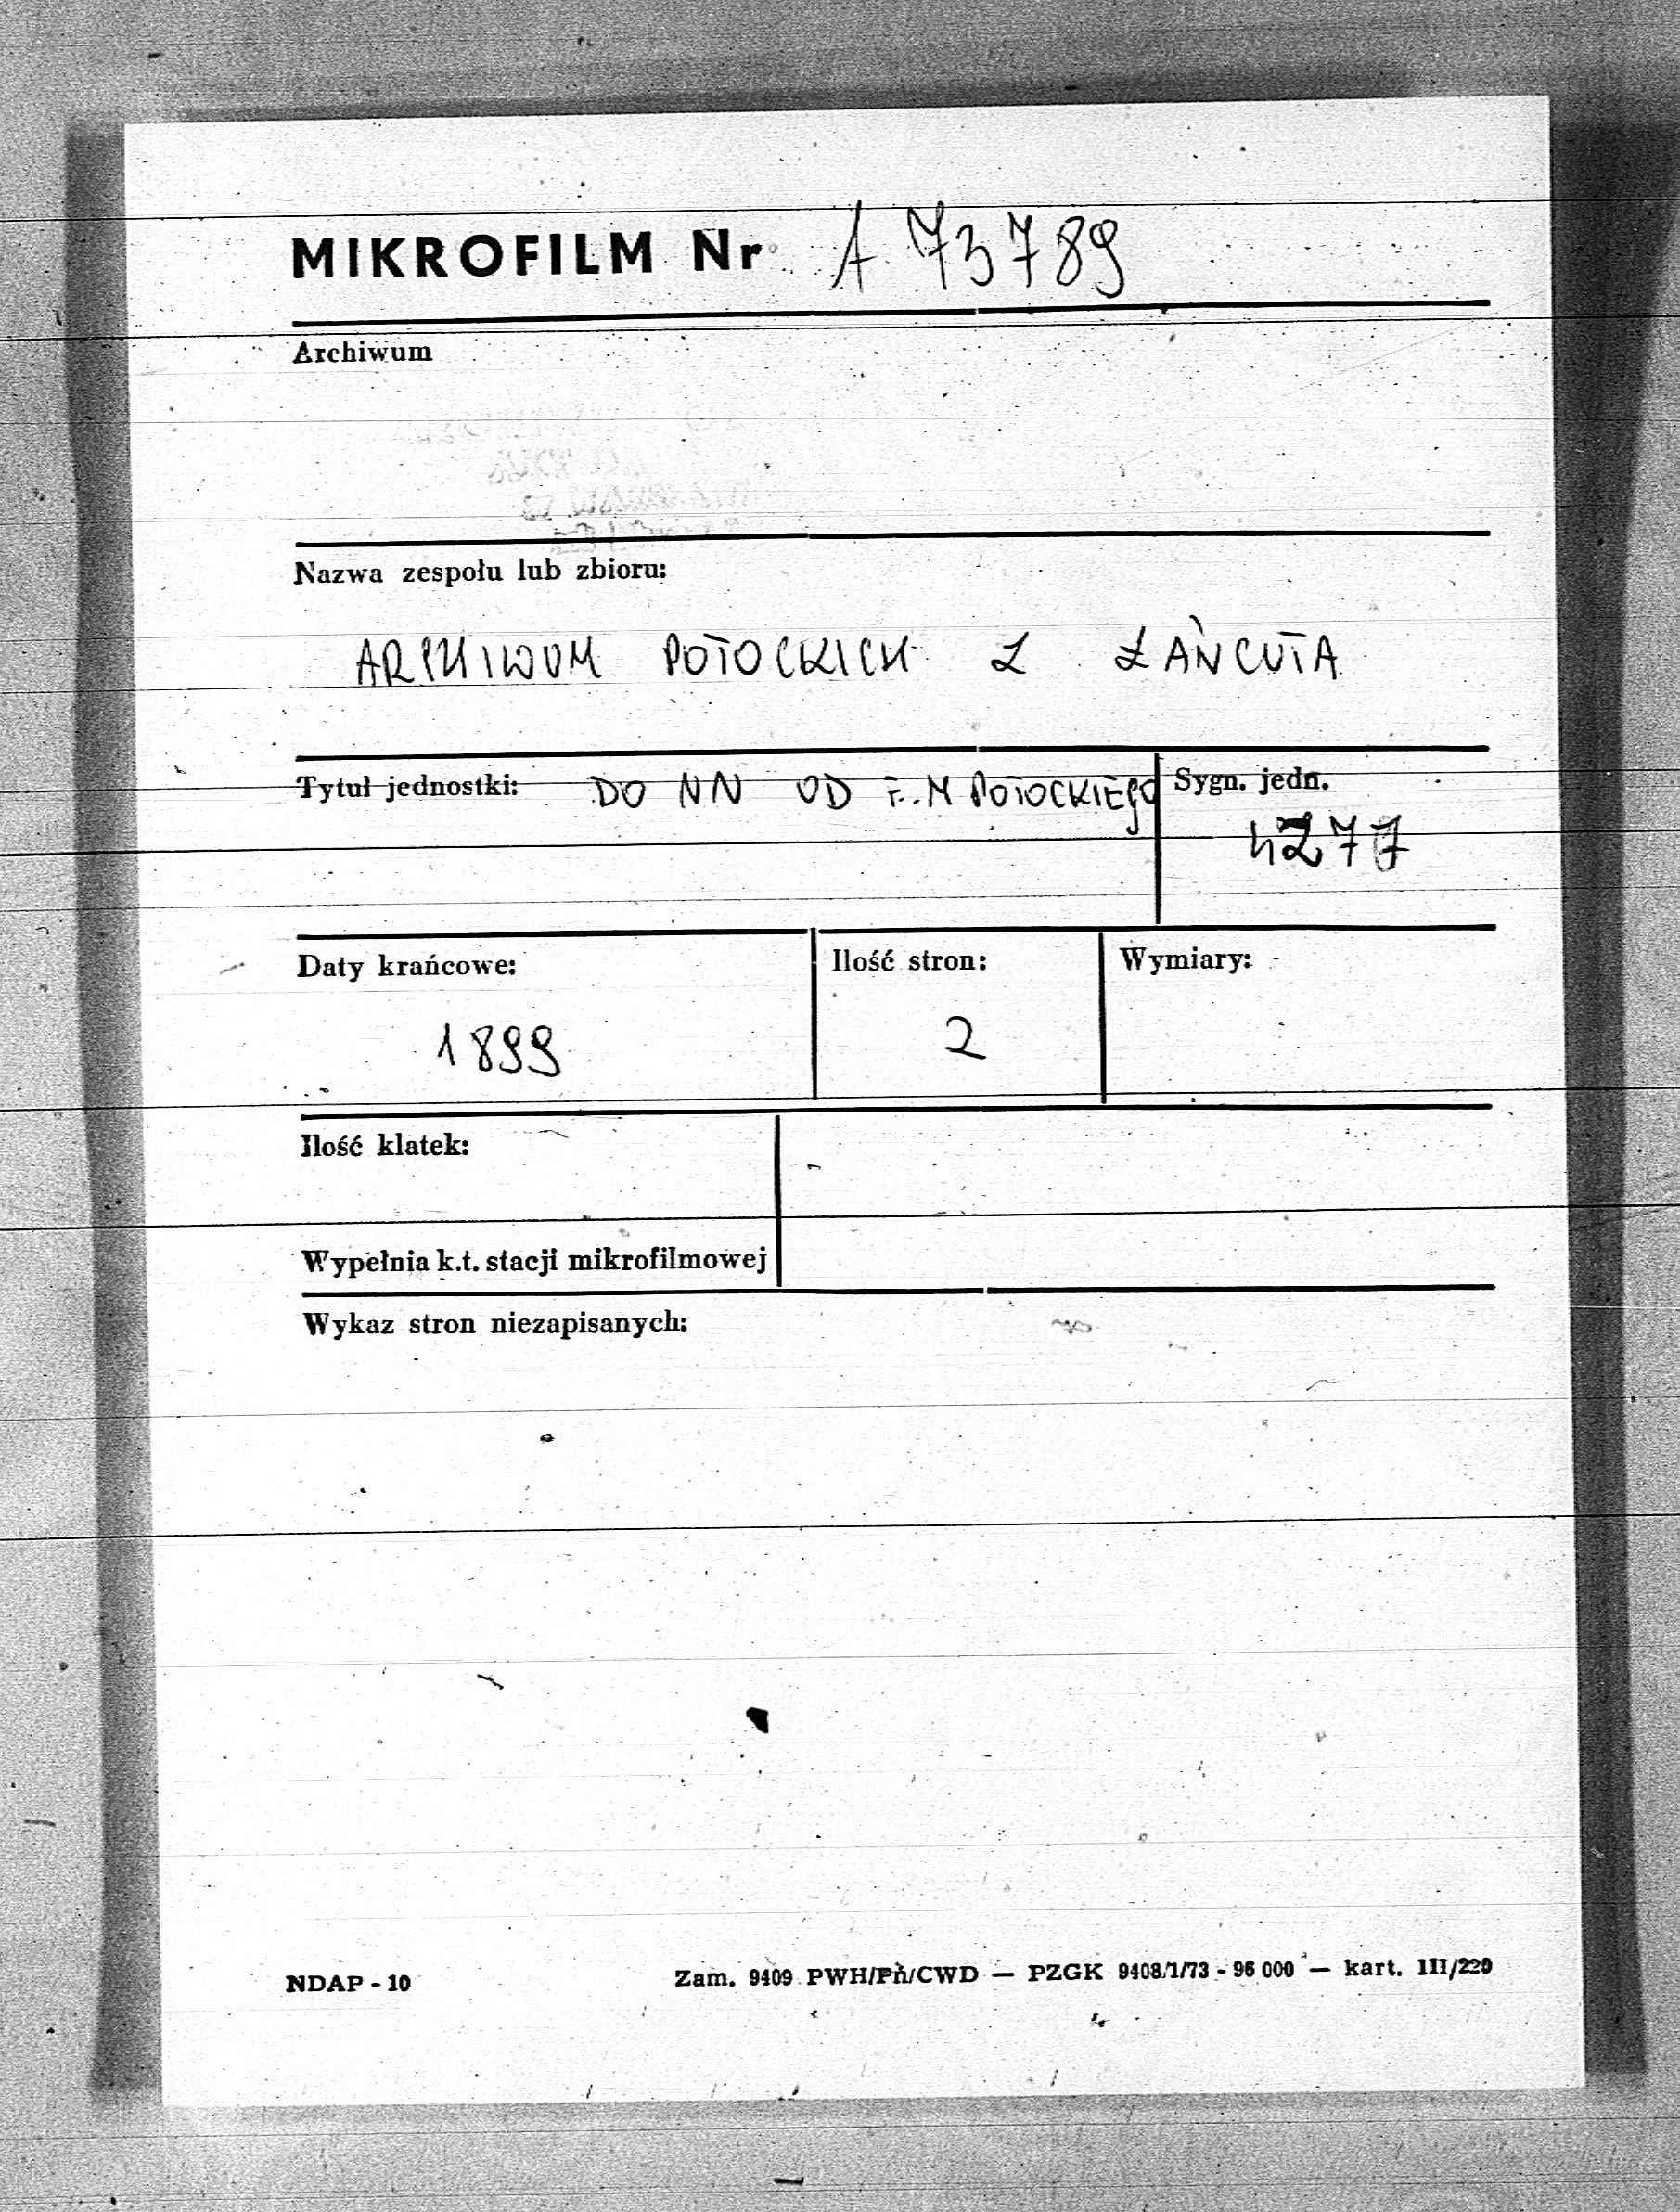 MIKROFILM Nr A 73789
Archiwum
Nazwa zespołu lub zbioru:
ARCHIWUM POTOCKICH Z ŁAŃCUTA
Tytuł jednostki: DO NN OD F.M POTOCKIEGO
Sygn. jedn.
4277
Daty krańcowe:
1899
Ilość stron:
2
Wymiary:
Ilość klatek:
Wypełnia k.t. stacji mikrofilmowej
Wykaz stron niezapisanych:
NDAP - 10
Zam. 9409 PWH/Pń/CWD — PZGK 9408/1/73 - 96 000 — kart. III/220